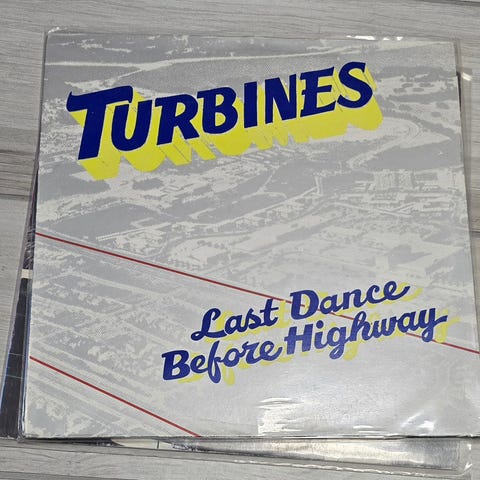 TURBINES
Last Dance
Before Highway